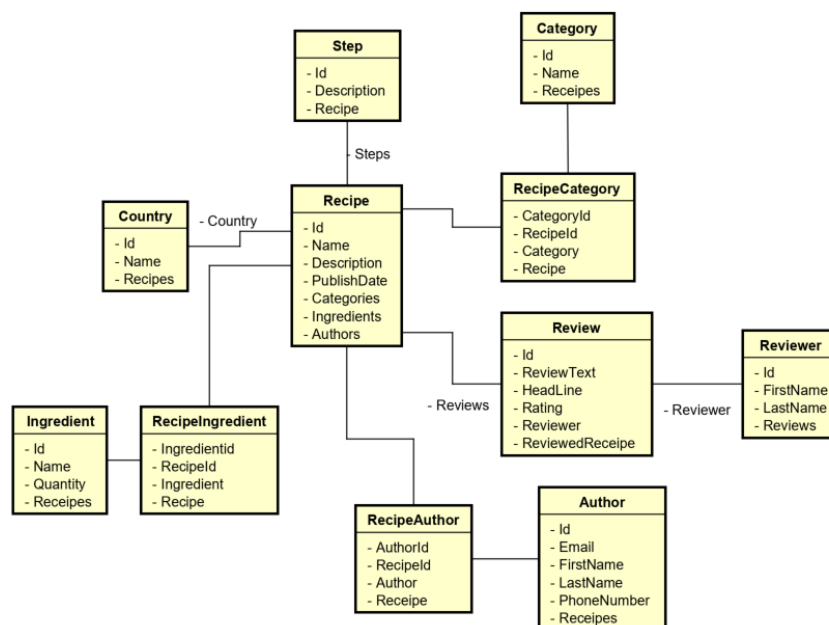 Step
- Id
- Description
- Recipe
Category
- Id
- Name
- Receipes
- Steps
Recipe
- Id
- Name
- Description
- PublishDate
- Categories
- Ingredients
- Authors
RecipeCategory
- CategoryId
- RecipeId
- Category
- Recipe
Country
- Id
- Name
- Recipes
- Country
Review
- Id
- ReviewText
- HeadLine
- Rating
- Reviewer
- ReviewedReceipe
Reviewer
- Id
- FirstName
- LastName
- Reviews
- Reviews
- Reviewer
Ingredient
- Id
- Name
- Quantity
- Receipes
RecipeIngredient
- Ingredientid
- RecipeId
- Ingredient
- Recipe
RecipeAuthor
- AuthorId
- RecipeId
- Author
- Receipe
Author
- Id
- Email
- FirstName
- LastName
- PhoneNumber
- Receipes